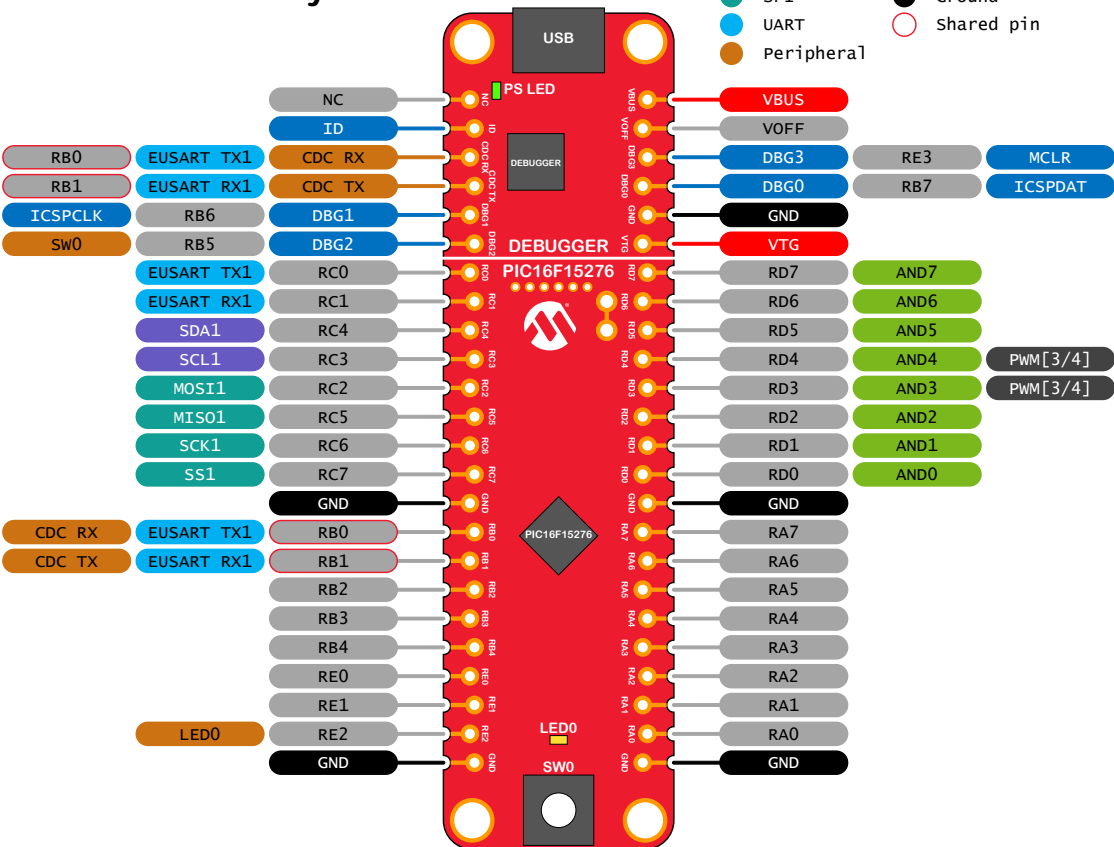 SPI Ground
UART Shared pin
Peripheral
USB
PS LED
NC NC VBUS VBUS
ID ID VOFF VOFF
RB0 EUSART TX1 CDC RX CDC RX DEBUGGER DBG3 DBG3 RE3 MCLR
RB1 EUSART RX1 CDC TX CDC TX DBG0 DBG0 RB7 ICSPDAT
ICSPCLK RB6 DBG1 DBG1 GND GND
SW0 RB5 DBG2 DBG2 DEBUGGER VTG VTG
EUSART TX1 RC0 RC0 PIC16F15276 RD7 RD7 AND7
EUSART RX1 RC1 RC1 RD6 RD6 AND6
SDA1 RC4 RC4 RD5 RD5 AND5
SCL1 RC3 RC3 RD4 RD4 AND4 PWM[3/4]
MOSI1 RC2 RC2 RD3 RD3 AND3 PWM[3/4]
MISO1 RC5 RC5 RD2 RD2 AND2
SCK1 RC6 RC6 RD1 RD1 AND1
SS1 RC7 RC7 RD0 RD0 AND0
GND GND GND GND
CDC RX EUSART TX1 RB0 RB0 PIC16F15276 RA7 RA7
CDC TX EUSART RX1 RB1 RB1 RA6 RA6
RB2 RB2 RA5 RA5
RB3 RB3 RA4 RA4
RB4 RB4 RA3 RA3
RE0 RE0 RA2 RA2
RE1 RE1 RA1 RA1
LED0 RE2 RE2 LED0 RA0 RA0
GND GND SW0 GND GND